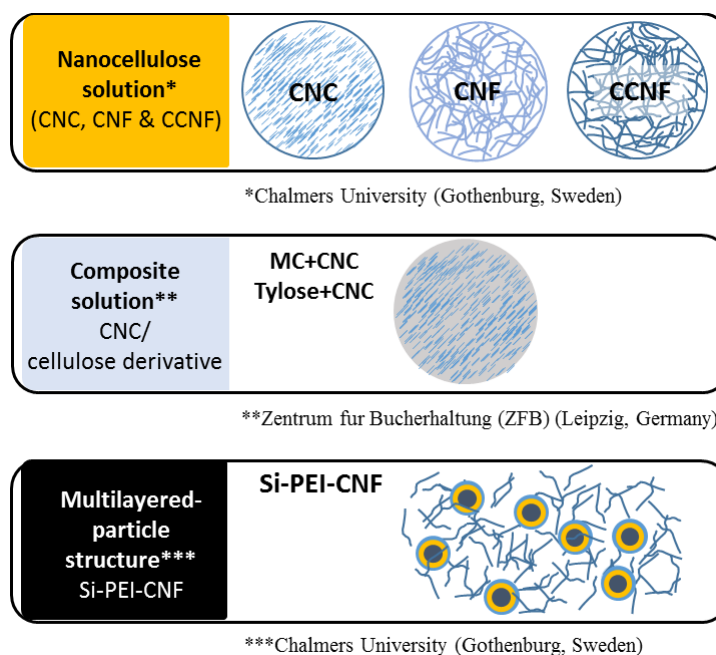 Nanocellulose
solution*
(CNC, CNF & CCNF)
CNC
CNF
CCNF
*Chalmers University (Gothenburg, Sweden)
Composite
solution**
CNC/
cellulose derivative
MC+CNC
Tylose+CNC
**Zentrum fur Bucherhaltung (ZFB) (Leipzig, Germany)
Multilayered-
particle
structure***
Si-PEI-CNF
Si-PEI-CNF
***Chalmers University (Gothenburg, Sweden)